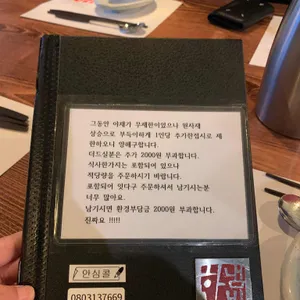 그동안 야채가 무제한이었으나 원사재
상승으로 부득이하게 1인당 추가한접시로 제
한하오니 양해구합니다.
더드실분은 추가 2000원 부과합니다.
식사한가지는 포함되어 있으니
적당량을 주문하시기 바랍니다.
포함되어 있다구 주문하셔서 남기시는분
너무 많아요.
남기시면 환경부담금 2000원 부과합니다.
진짜요 !!!!!
안심콜
0803137669